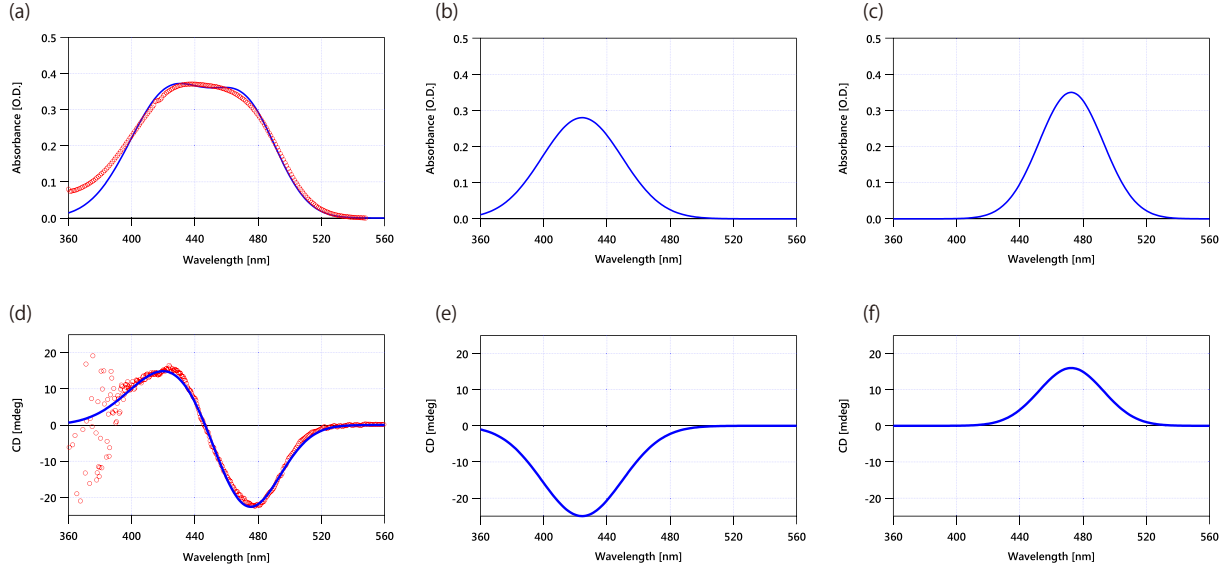 (a)
0.5
0.4
0.3
0.2
0.1
0.0
Absorbance [O.D.]
360 400 440 480 520 560
Wavelength [nm]
(b)
0.5
0.4
0.3
0.2
0.1
0.0
Absorbance [O.D.]
360 400 440 480 520 560
Wavelength [nm]
(c)
0.5
0.4
0.3
0.2
0.1
0.0
Absorbance [O.D.]
360 400 440 480 520 560
Wavelength [nm]
(d)
20
10
0
-10
-20
CD [mdeg]
360 400 440 480 520 560
Wavelength [nm]
(e)
20
10
0
-10
-20
CD [mdeg]
360 400 440 480 520 560
Wavelength [nm]
(f)
20
10
0
-10
-20
CD [mdeg]
360 400 440 480 520 560
Wavelength [nm]